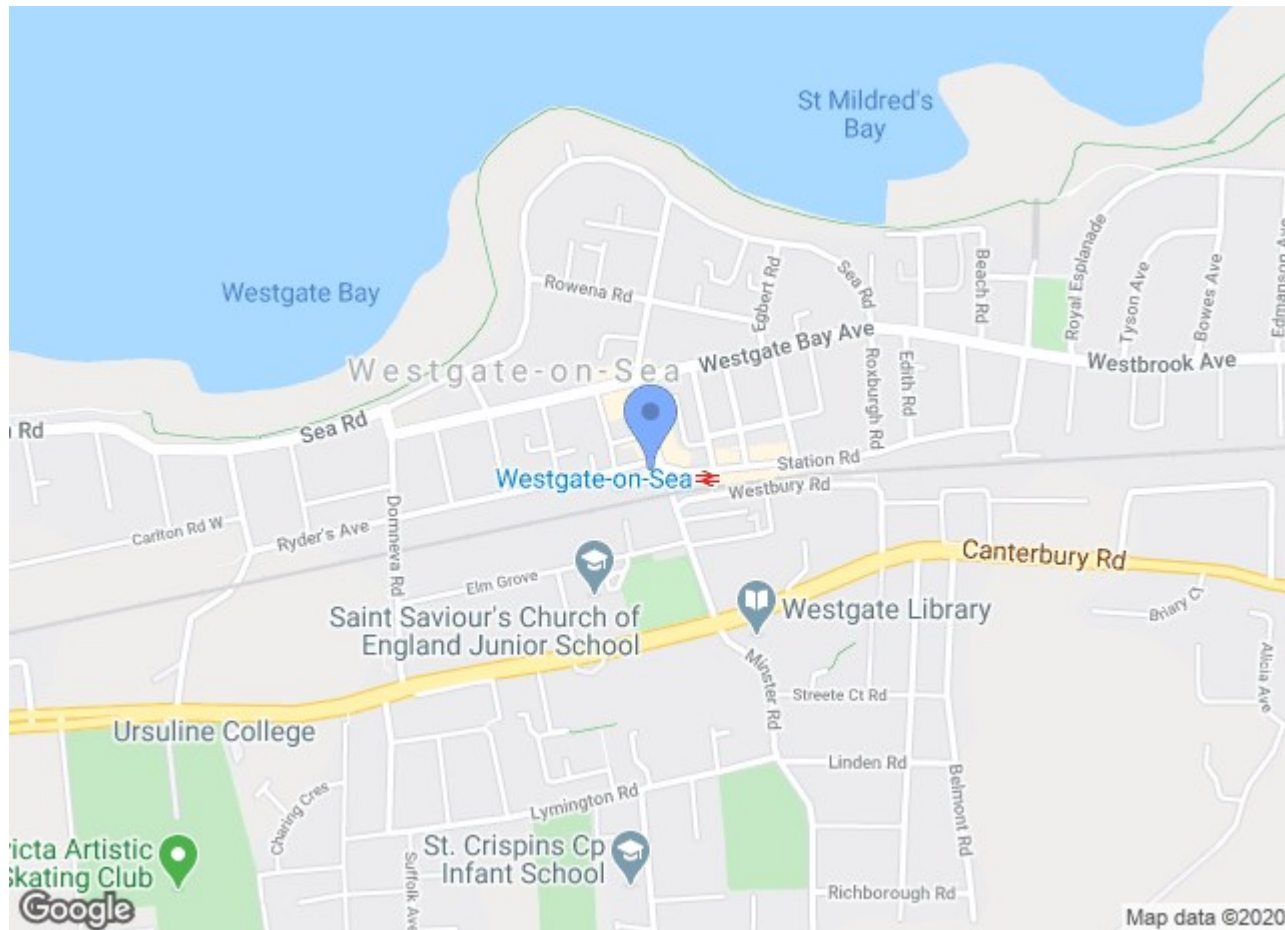 St Mildred's
Bay
Westgate Bay
Rowena Rd
Egbert Rd
Sea Rd
Beach Rd
Royal Esplanade
Tyson Ave
Bowes Ave
Edmanson Ave
Westgate-on-Sea
Westgate Bay Ave
Roxburgh Rd
Edith Rd
Westbrook Ave
Rd
Sea Rd
Westgate-on-Sea
Station Rd
Westbury Rd
Carlton Rd W
Ryder's Ave
Domneva Rd
Elm Grove
Canterbury Rd
Saint Saviour's Church of
England Junior School
Westgate Library
Briary Cl
Alicia Ave
Minster Rd
Streete Ct Rd
Ursuline College
Linden Rd
Belmont Rd
Charing Cres
Lymington Rd
St. Crispins Cp
Infant School
Suffolk Ave
Richborough Rd
icta Artistic
Skating Club
Google
Map data ©2020